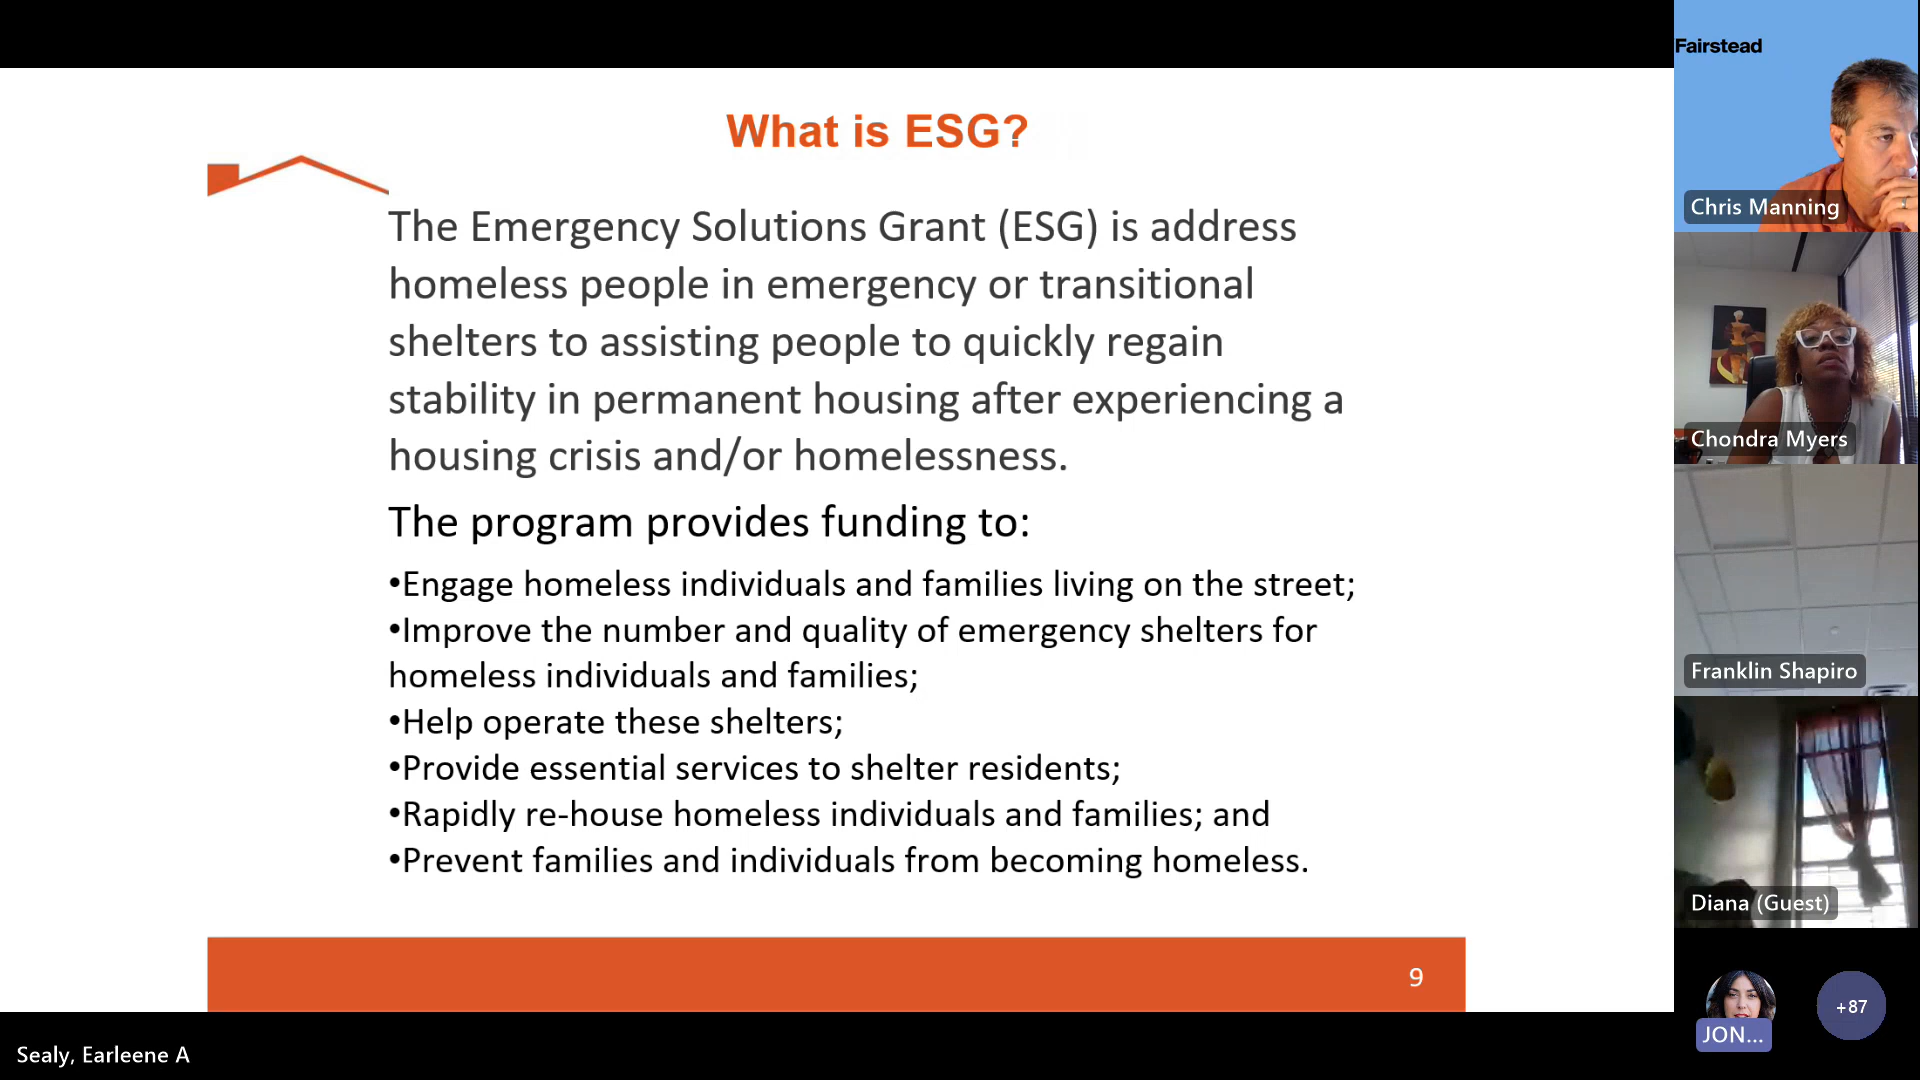 What is ESG?
The Emergency Solutions Grant (ESG) is address
homeless people in emergency or transitional
shelters to assisting people to quickly regain
stability in permanent housing after experiencing a
housing crisis and/or homelessness.
The program provides funding to:
•Engage homeless individuals and families living on the street;
•Improve the number and quality of emergency shelters for
homeless individuals and families;
•Help operate these shelters;
•Provide essential services to shelter residents;
•Rapidly re-house homeless individuals and families; and
•Prevent families and individuals from becoming homeless.
9
Sealy, Earleene A
Fairstead
Chris Manning
Chondra Myers
Franklin Shapiro
Diana (Guest)
JON...
+87